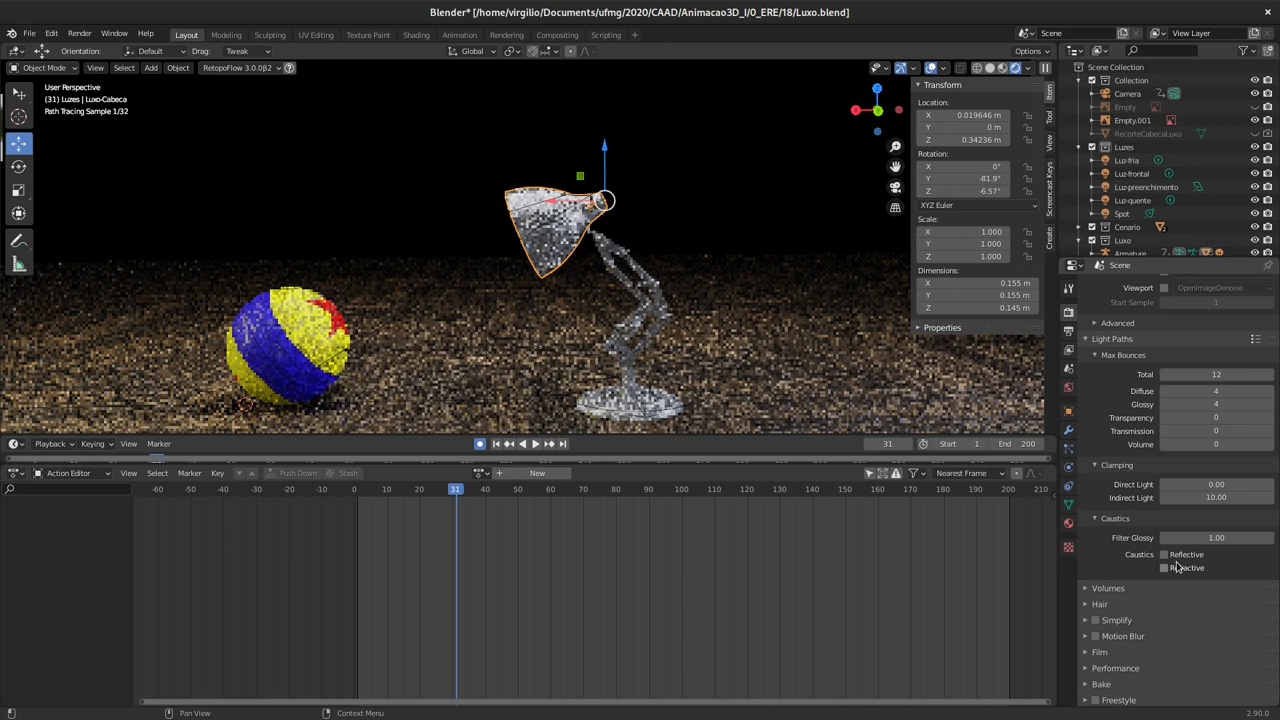 Blender* [/home/virgilio/Documents/ufmg/2020/CAAD/Animacao3D_I/0_ERE/18/Luxo.blend]
File Edit Render Window Help Layout Modeling Sculpting UV Editing Texture Paint Shading Animation Rendering Compositing Scripting + Scene View Layer
Orientation: Default Drag: Tweak Global Options
Object Mode View Select Add Object RetopoFlow 3.0.0β2
User Perspective
(31) Luzes | Luxo-Cabeca
Path Tracing Sample 1/32
Z
X
Y
Transform
Location:
X 0.019646 m
Y 0 m
Z 0.34236 m
Rotation:
X 0°
Y -81.9°
Z -6.57°
XYZ Euler
Scale:
X 1.000
Y 1.000
Z 1.000
Dimensions:
X 0.155 m
Y 0.155 m
Z 0.145 m
Properties
Item
Tool
View
Screencast Keys
Create
Scene Collection
Collection
Camera
Empty
Empty.001
RecorteCabecaLuxo
Luzes
Luz-fria
Luz-frontal
Luz-preenchimento
Luz-quente
Spot
Cenario
Luxo
Armature
Scene
Viewport OpenImageDenoise
Start Sample 1
Advanced
Light Paths
Max Bounces
Total 12
Diffuse 4
Glossy 4
Transparency 0
Transmission 0
Volume 0
Clamping
Direct Light 0.00
Indirect Light 10.00
Caustics
Filter Glossy 1.00
Caustics Reflective
Volumes
Hair
Simplify
Motion Blur
Film
Performance
Bake
Freestyle
Playback Keying View Marker 31 Start 1 End 200
Action Editor View Select Marker Key Push Down Stash + New Nearest Frame
-60 -50 -40 -30 -20 -10 0 10 20 31 40 50 60 70 80 90 100 110 120 130 140 150 160 170 180 190 200 210
Pan View Context Menu 2.90.0